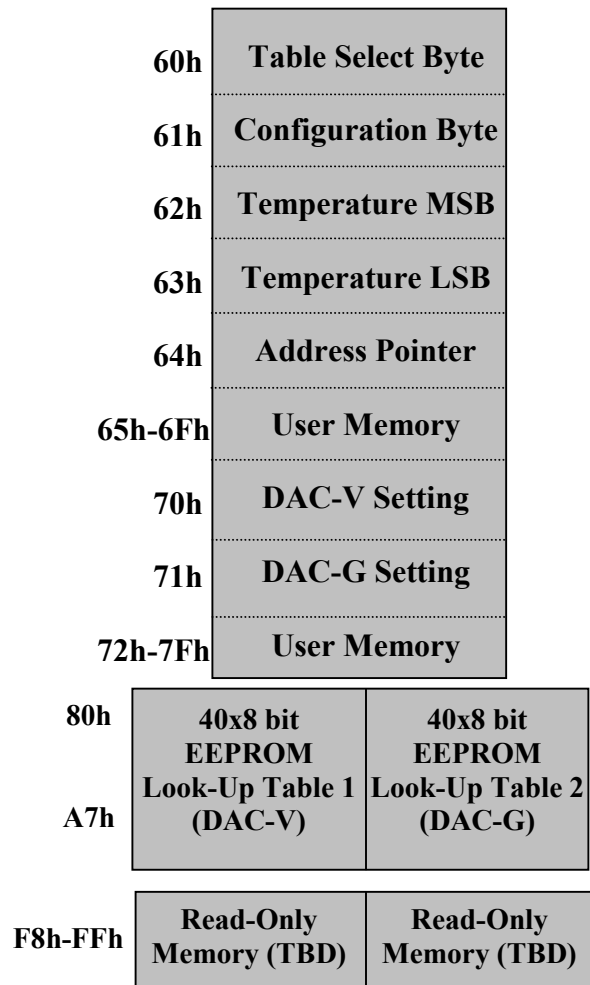 60h Table Select Byte
61h Configuration Byte
62h Temperature MSB
63h Temperature LSB
64h Address Pointer
65h-6Fh User Memory
70h DAC-V Setting
71h DAC-G Setting
72h-7Fh User Memory
80h
A7h
40x8 bit
EEPROM
Look-Up Table 1
(DAC-V)
40x8 bit
EEPROM
Look-Up Table 2
(DAC-G)
F8h-FFh
Read-Only
Memory (TBD)
Read-Only
Memory (TBD)